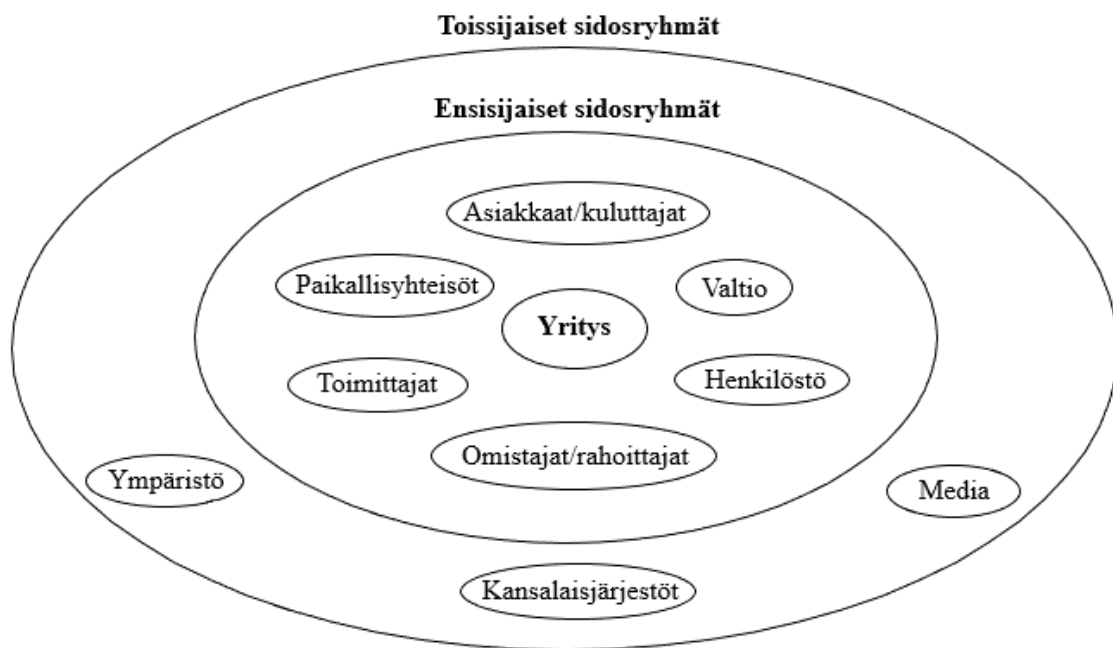 Toissijaiset sidosryhmät
Ensisijaiset sidosryhmät
Asiakkaat/kuluttajat
Paikallisyhteisöt
Valtio
Yritys
Toimittajat
Henkilöstö
Omistajat/rahoittajat
Ympäristö
Media
Kansalaisjärjestöt